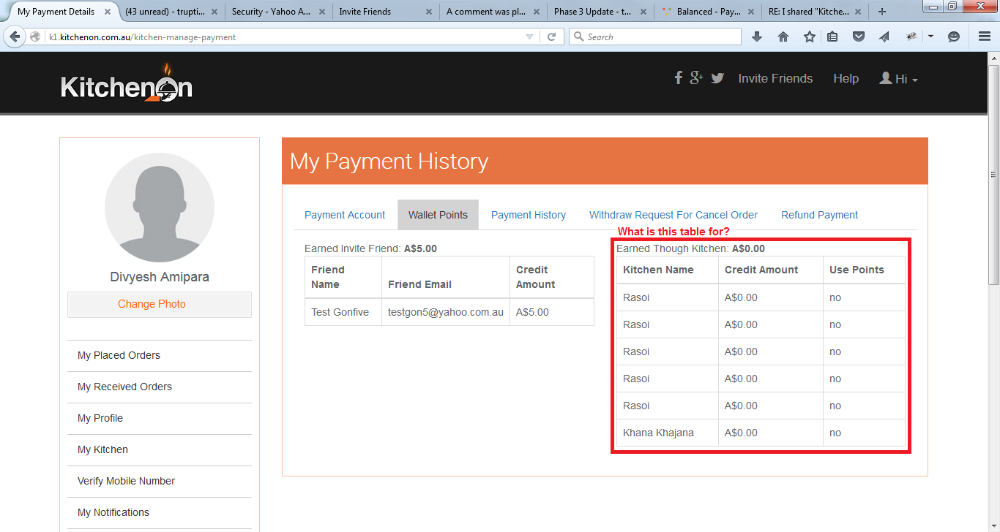 My Payment Details
(43 unread) - trupti...
Security - Yahoo A...
Invite Friends
A comment was pl...
Phase 3 Update - t...
Balanced - Pay...
RE: I shared "Kitche...
k1.kitchenon.com.au/kitchen-manage-payment
Search
KitchenOn
Invite Friends
Help
Hi
Divyesh Amipara
Change Photo
My Placed Orders
My Received Orders
My Profile
My Kitchen
Verify Mobile Number
My Notifications
My Payment History
Payment Account
Wallet Points
Payment History
Withdraw Request For Cancel Order
Refund Payment
What is this table for?
Earned Invite Friend: A$5.00
Friend Name Friend Email Credit Amount
Test Gonfive testgon5@yahoo.com.au A$5.00
Earned Though Kitchen: A$0.00
Kitchen Name Credit Amount Use Points
Rasoi A$0.00 no
Rasoi A$0.00 no
Rasoi A$0.00 no
Rasoi A$0.00 no
Rasoi A$0.00 no
Khana Khajana A$0.00 no